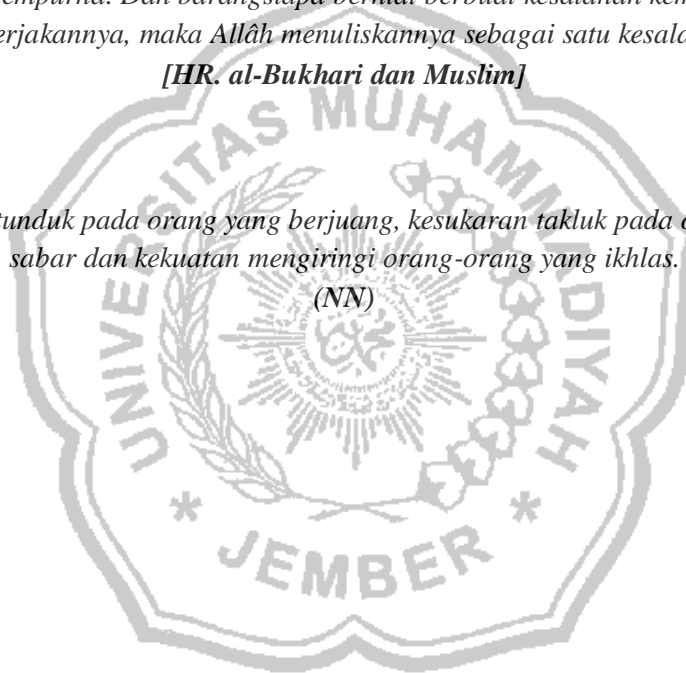 sempurna. Dan barangsiapa berniat berbuat kesalahan kem
erjakannya, maka Allâh menuliskannya sebagai satu kesala
[HR. al-Bukhari dan Muslim]
tunduk pada orang yang berjuang, kesukaran takluk pada o
sabar dan kekuatan mengiringi orang-orang yang ikhlas.
(NN)
UNIVERSITAS MUHAMMADIYAH
JEMBER